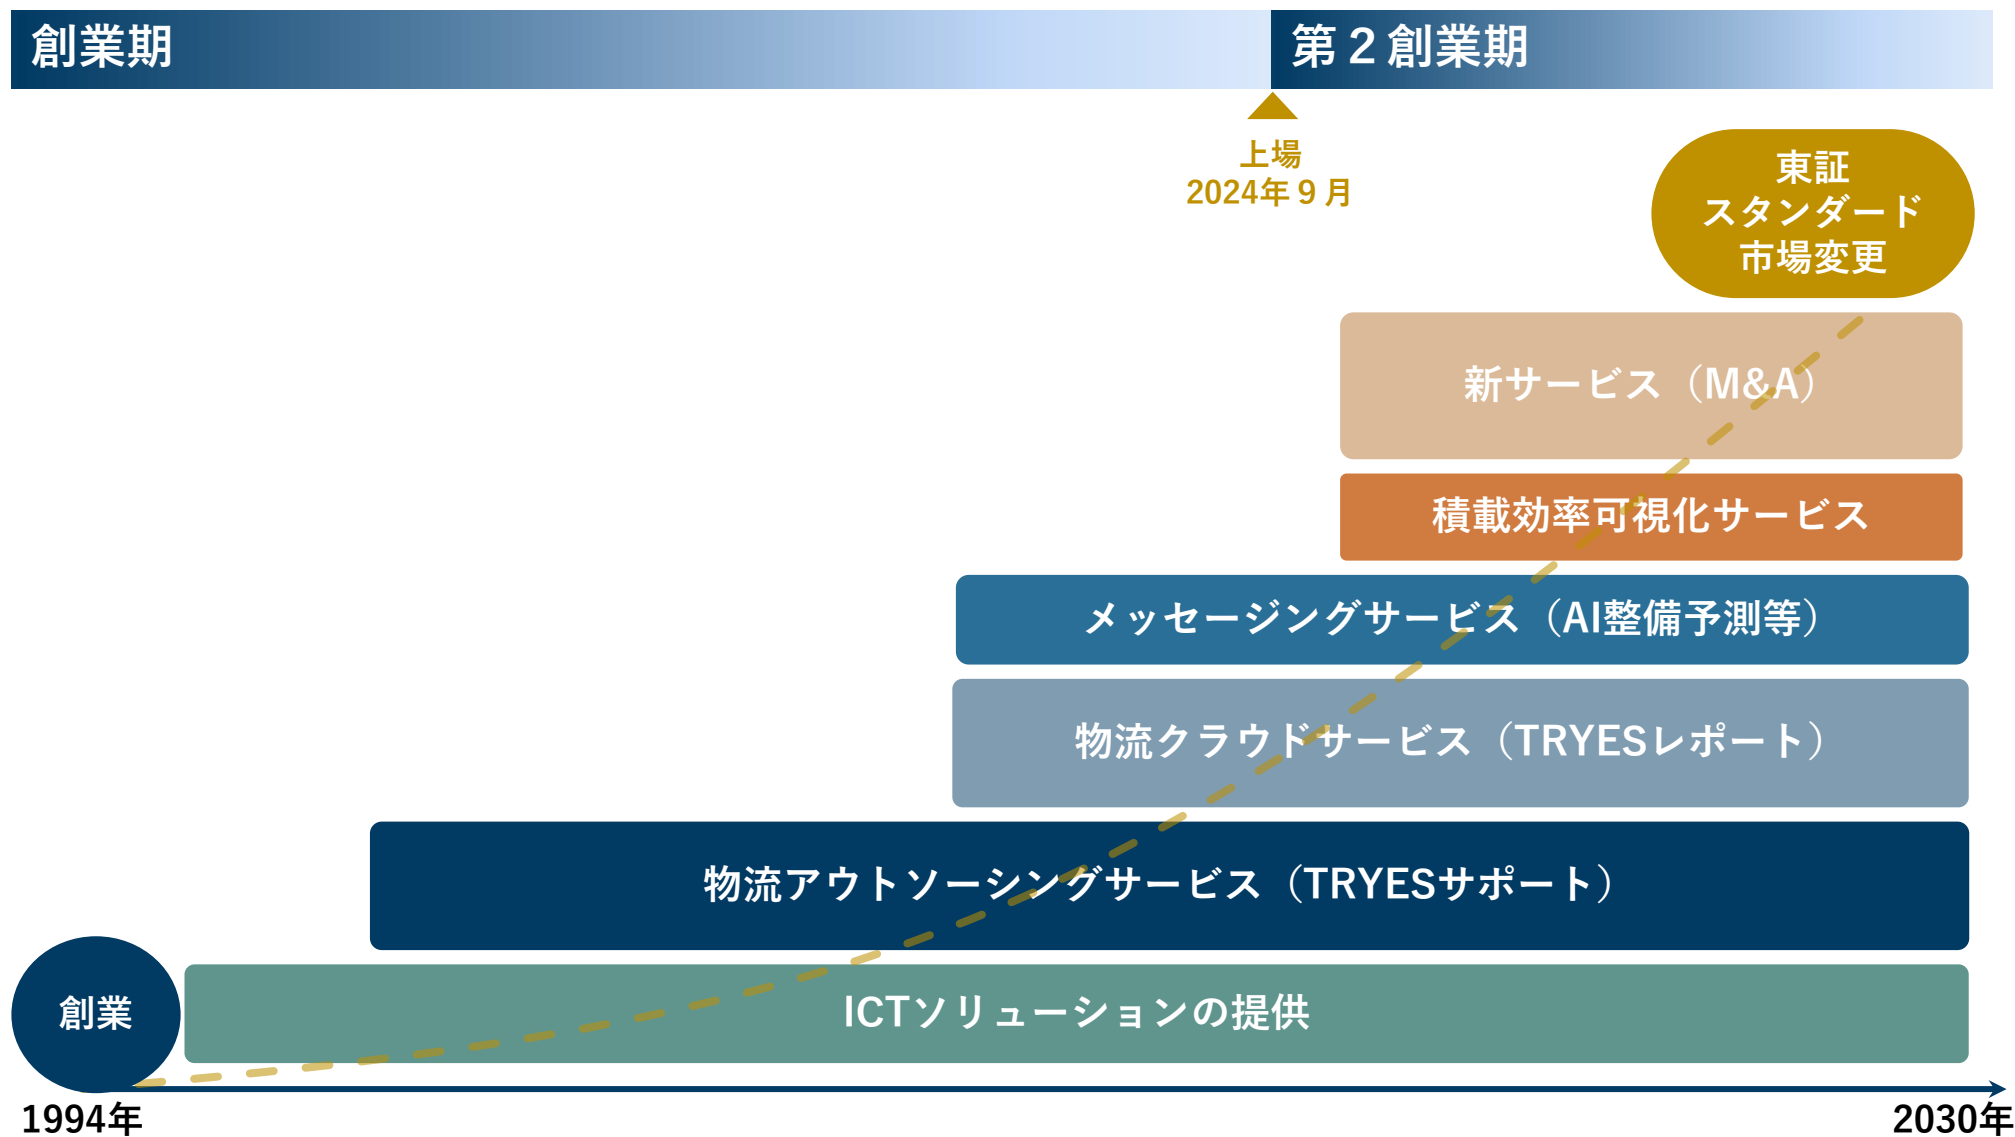 創業期
第２創業期
上場
2024年９月
東証
スタンダード
市場変更
新サービス（M&A）
積載効率可視化サービス
メッセージングサービス（AI整備予測等）
物流クラウドサービス（TRYESレポート）
物流アウトソーシングサービス（TRYESサポート）
創業
ICTソリューションの提供
1994年
2030年